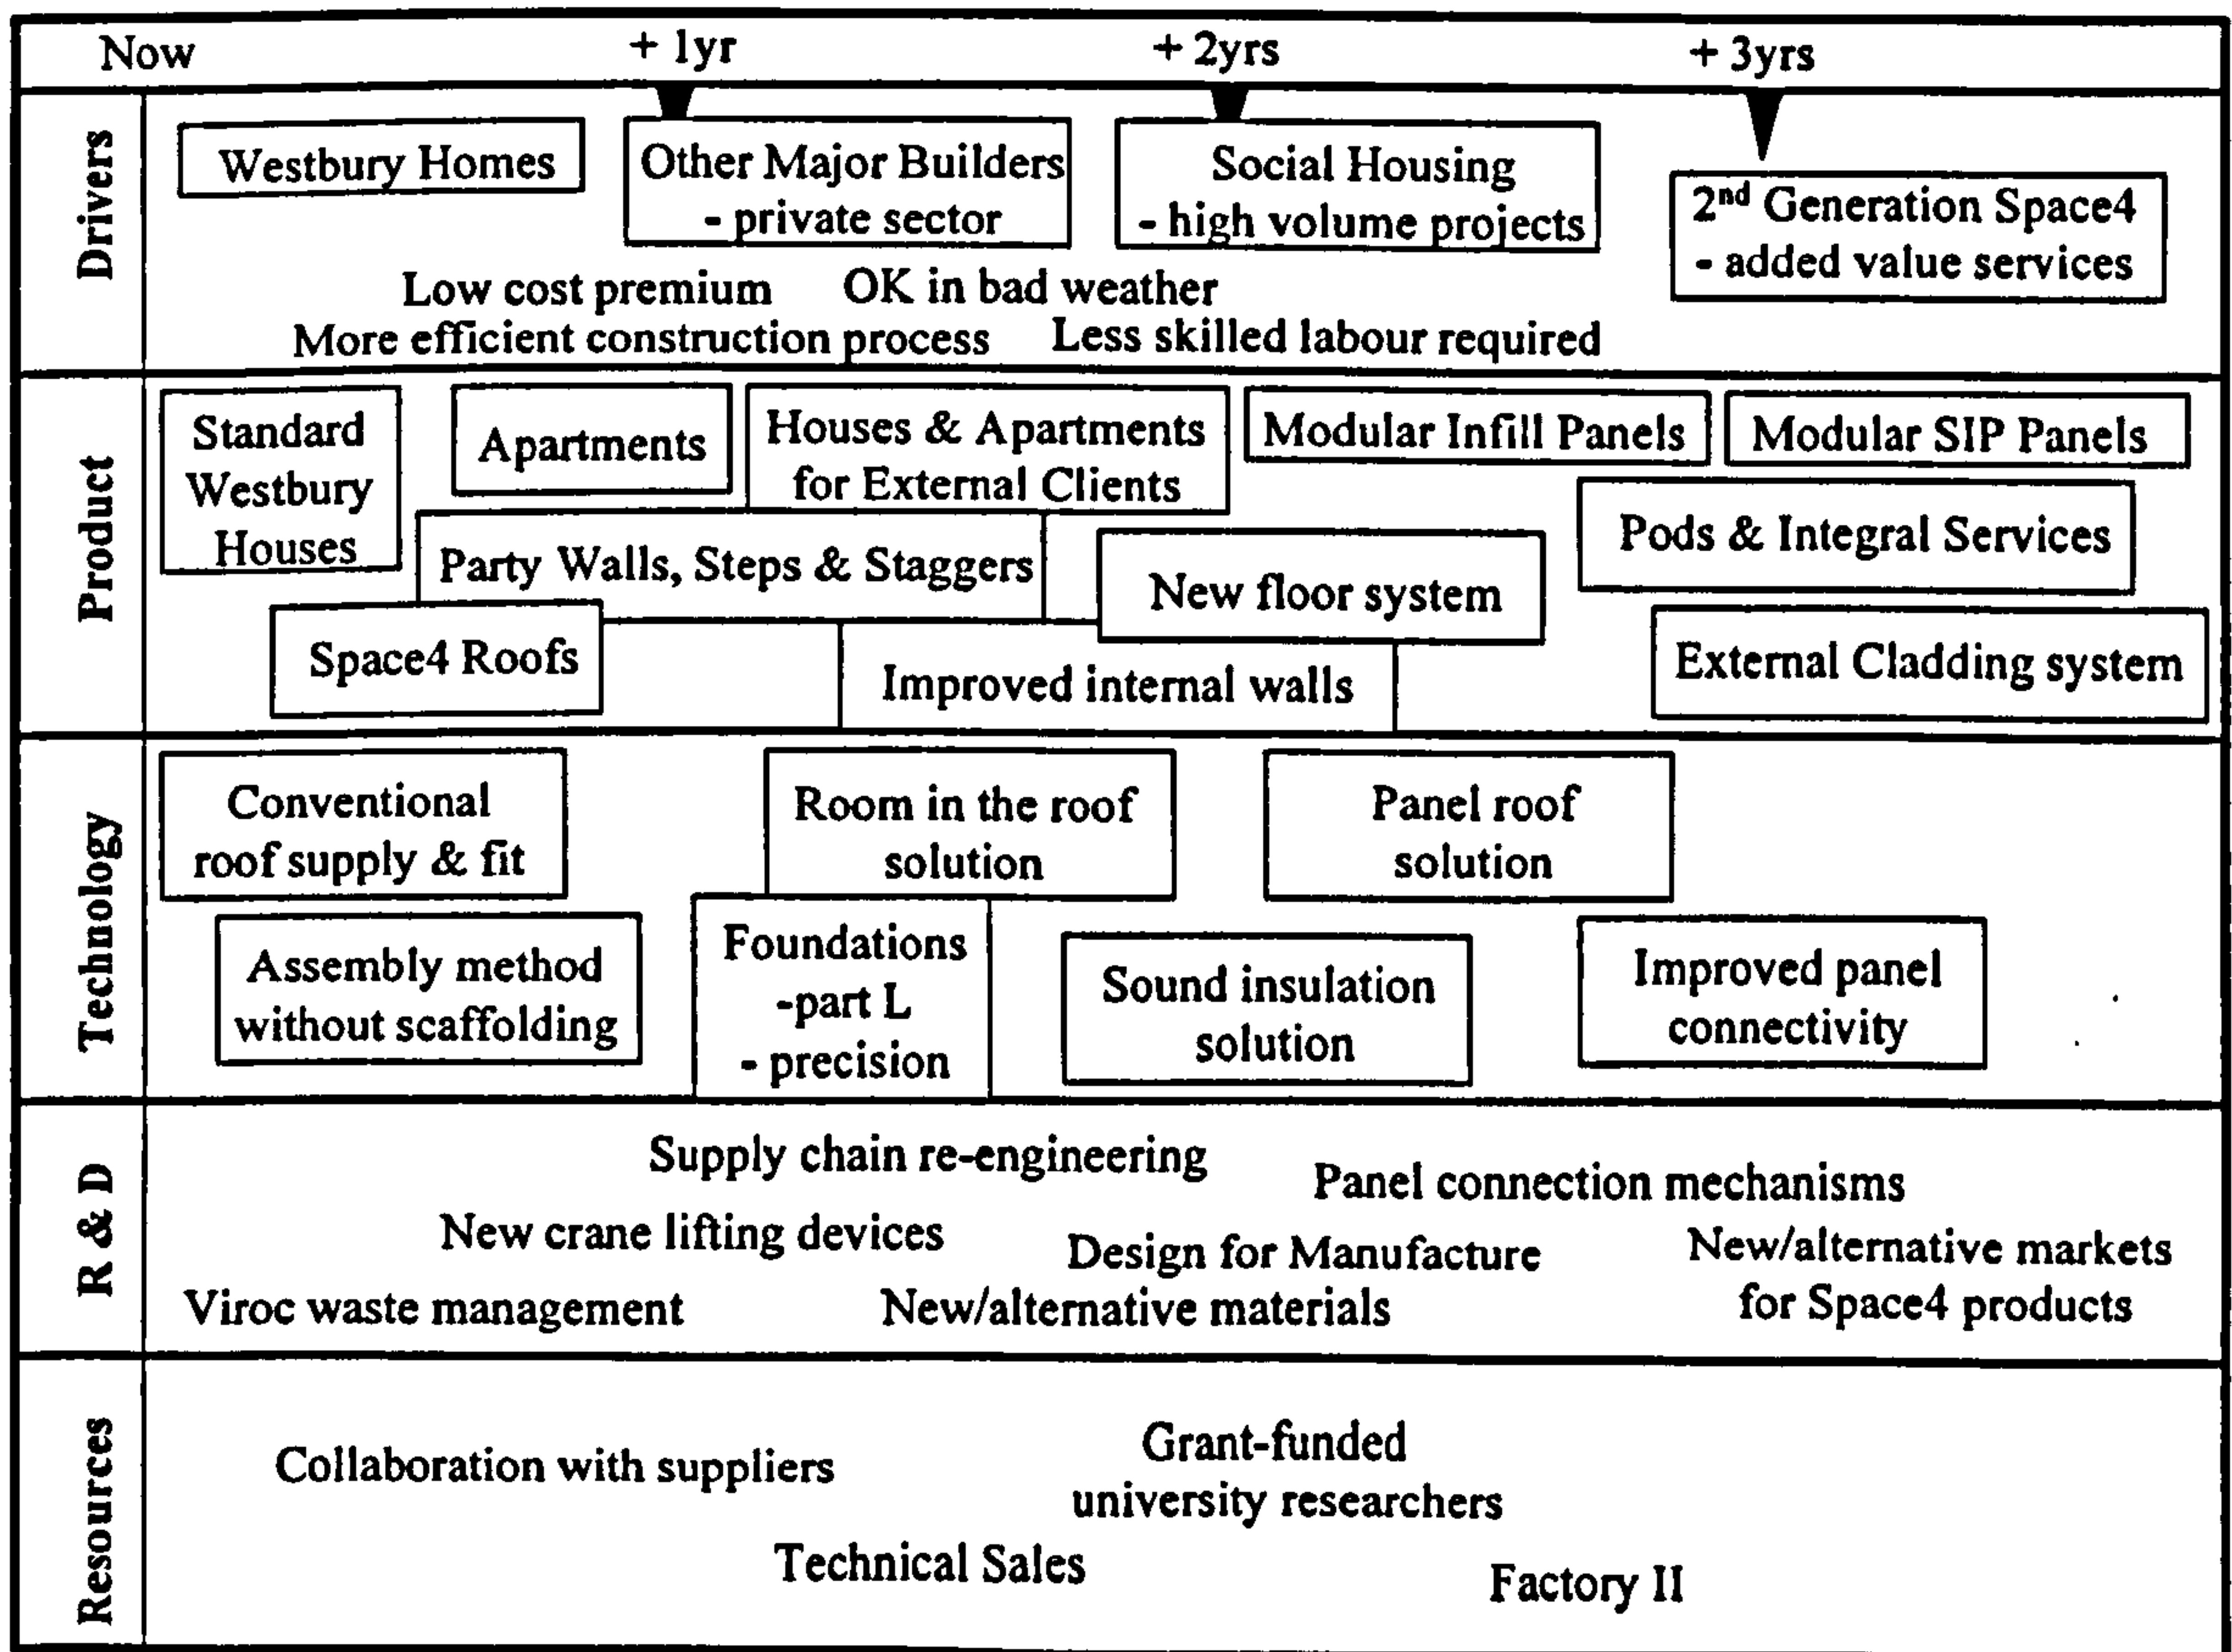 Now + 1yr + 2yrs + 3yrs
Drivers
Westbury Homes
Other Major Builders
- private sector
Social Housing
- high volume projects
2nd Generation Space4
- added value services
Low cost premium OK in bad weather
More efficient construction process Less skilled labour required
Product
Standard
Westbury
Houses
Apartments
Houses & Apartments
for External Clients
Modular Infill Panels
Modular SIP Panels
Party Walls, Steps & Staggers
New floor system
Pods & Integral Services
Space4 Roofs
Improved internal walls
External Cladding system
Technology
Conventional
roof supply & fit
Room in the roof
solution
Panel roof
solution
Assembly method
without scaffolding
Foundations
-part L
- precision
Sound insulation
solution
Improved panel
connectivity
R & D
Supply chain re-engineering
Panel connection mechanisms
New crane lifting devices
Design for Manufacture
New/alternative markets
for Space4 products
Viroc waste management
New/alternative materials
Resources
Collaboration with suppliers
Grant-funded
university researchers
Technical Sales
Factory II